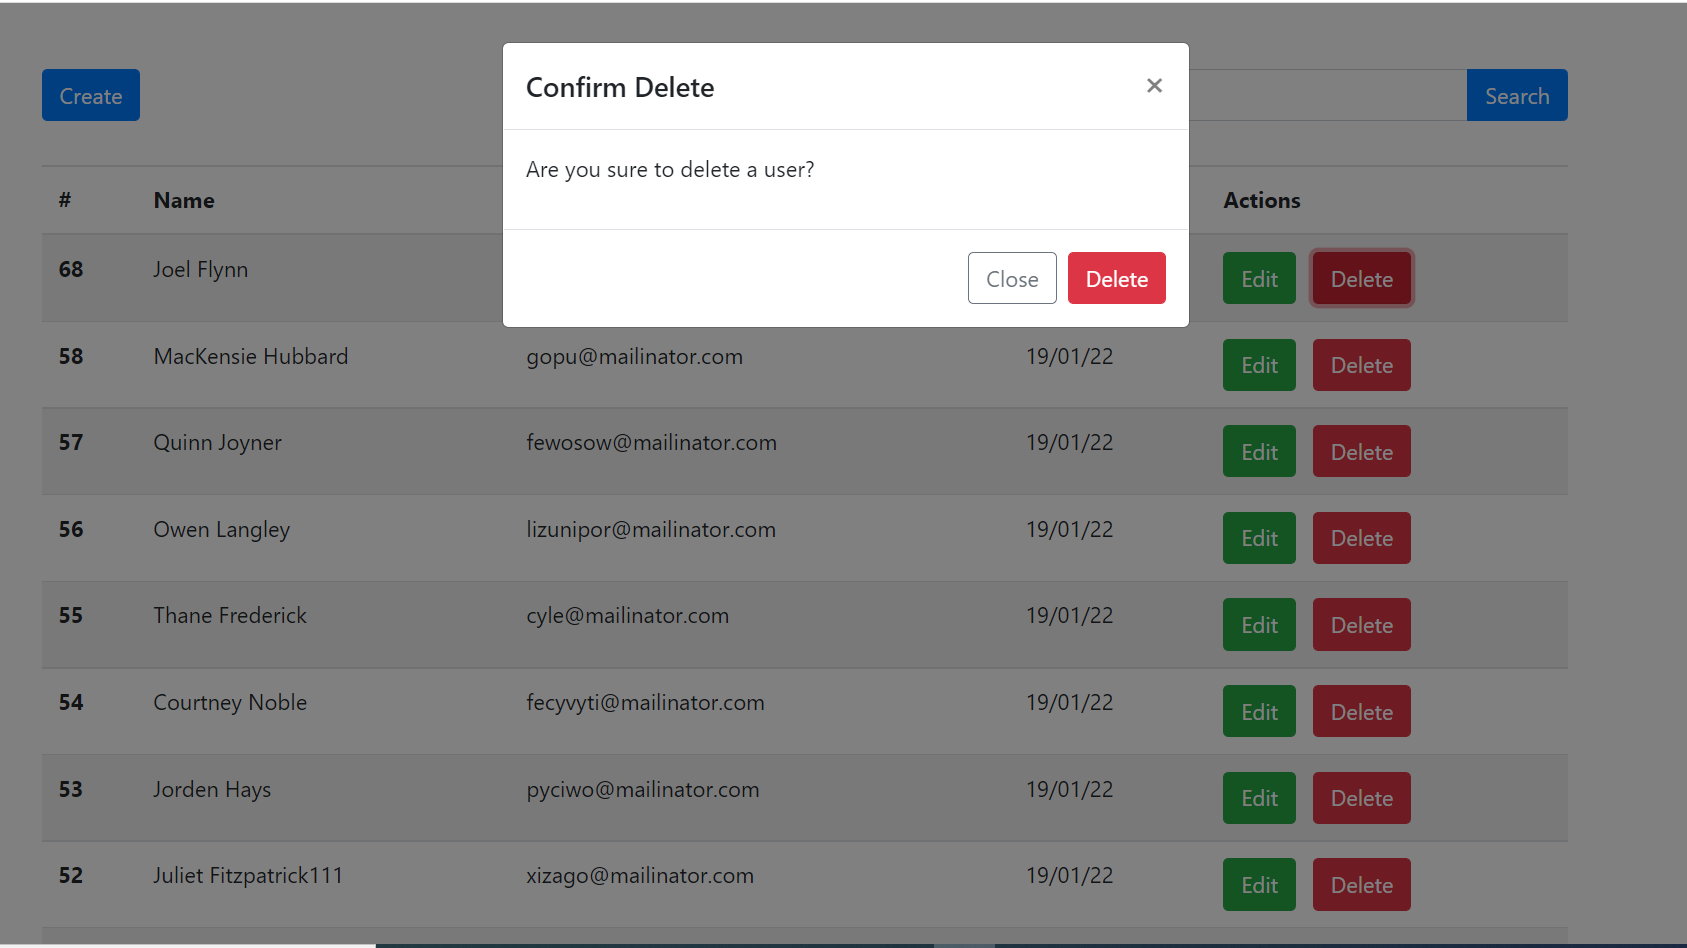 Confirm Delete ×
Create Search
Are you sure to delete a user?
# Name Actions
68 Joel Flynn Close Delete Edit Delete
58 MacKensie Hubbard gopu@mailinator.com 19/01/22 Edit Delete
57 Quinn Joyner fewosow@mailinator.com 19/01/22 Edit Delete
56 Owen Langley lizunipor@mailinator.com 19/01/22 Edit Delete
55 Thane Frederick cyle@mailinator.com 19/01/22 Edit Delete
54 Courtney Noble fecyvyti@mailinator.com 19/01/22 Edit Delete
53 Jorden Hays pyciwo@mailinator.com 19/01/22 Edit Delete
52 Juliet Fitzpatrick111 xizago@mailinator.com 19/01/22 Edit Delete